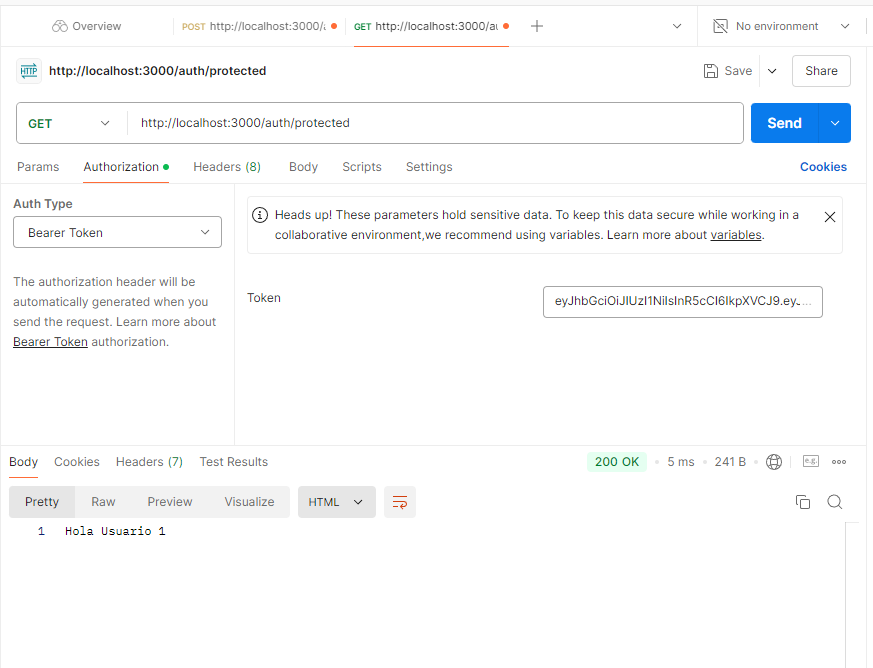 Overview
POST http://localhost:3000/
GET http://localhost:3000/au
No environment
HTTP http://localhost:3000/auth/protected
Save
Share
GET http://localhost:3000/auth/protected
Send
Params Authorization Headers (8) Body Scripts Settings
Cookies
Auth Type
Bearer Token
The authorization header will be
automatically generated when you
send the request. Learn more about
Bearer Token authorization.
Heads up! These parameters hold sensitive data. To keep this data secure while working in a
collaborative environment,we recommend using variables. Learn more about variables.
Token
eyJhbGciOiJIUzI1NiIsInR5cCI6IkpXVCJ9.eyJ...
Body Cookies Headers (7) Test Results
200 OK 5 ms 241 B
e.g.
Pretty Raw Preview Visualize HTML
1 Hola Usuario 1